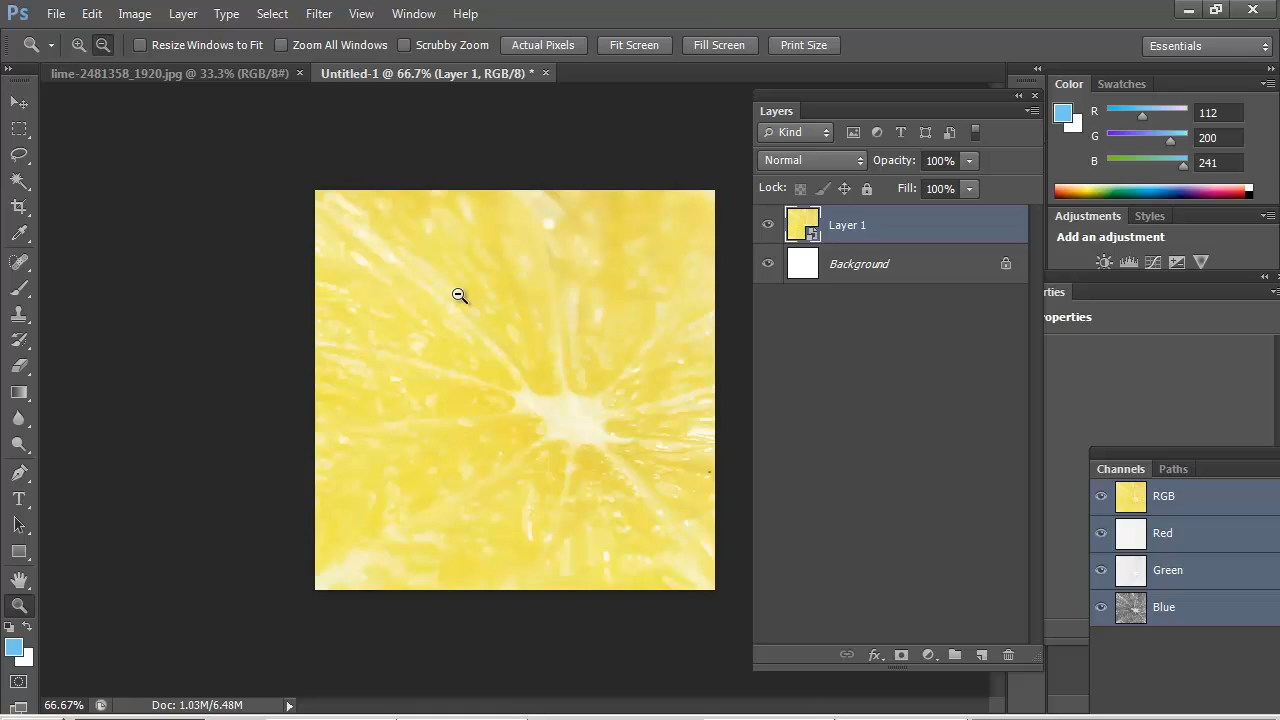 Ps File Edit Image Layer Type Select Filter 3D View Window Help
Resize Windows to Fit Zoom All Windows Scrubby Zoom Actual Pixels Fit Screen Fill Screen Print Size Essentials
lime-2481358_1920.jpg @ 33.3% (RGB/8#) × Untitled-1 @ 66.7% (Layer 1, RGB/8) * ×
Layers
Kind
Normal Opacity: 100%
Lock: Fill: 100%
Layer 1
Background
fx
Color Swatches
R 112
G 200
B 241
Adjustments Styles
Add an adjustment
rties
roperties
Channels Paths
RGB
Red
Green
Blue
66.67% Doc: 1.03M/6.48M